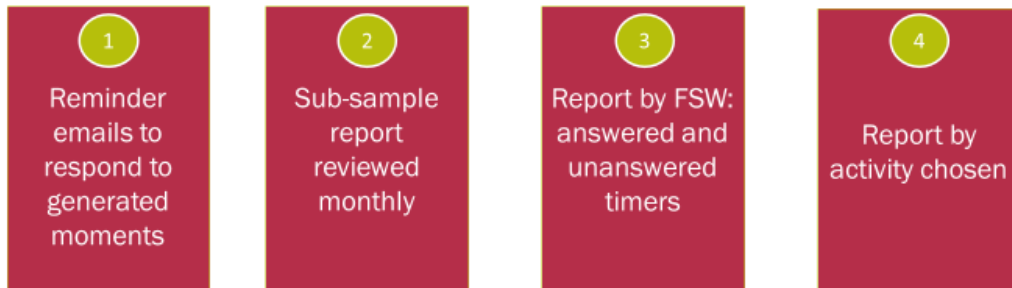 1
Reminder
emails to
respond to
generated
moments
2
Sub-sample
report
reviewed
monthly
3
Report by FSW:
answered and
unanswered
timers
4
Report by
activity chosen